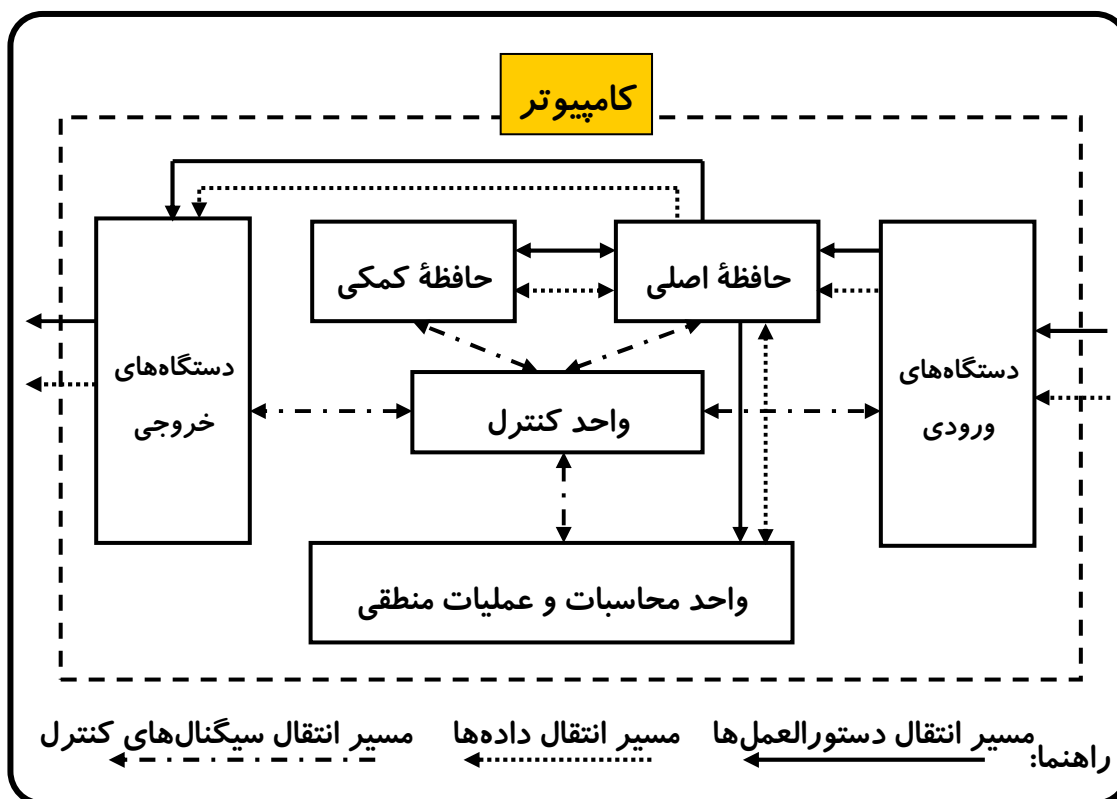 کامپیوتر
دستگاه‌های
ورودی
حافظهٔ اصلی
حافظهٔ کمکی
واحد کنترل
دستگاه‌های
خروجی
واحد محاسبات و عملیات منطقی
راهنما:
مسیر انتقال دستورالعمل‌ها
مسیر انتقال داده‌ها
مسیر انتقال سیگنال‌های کنترل